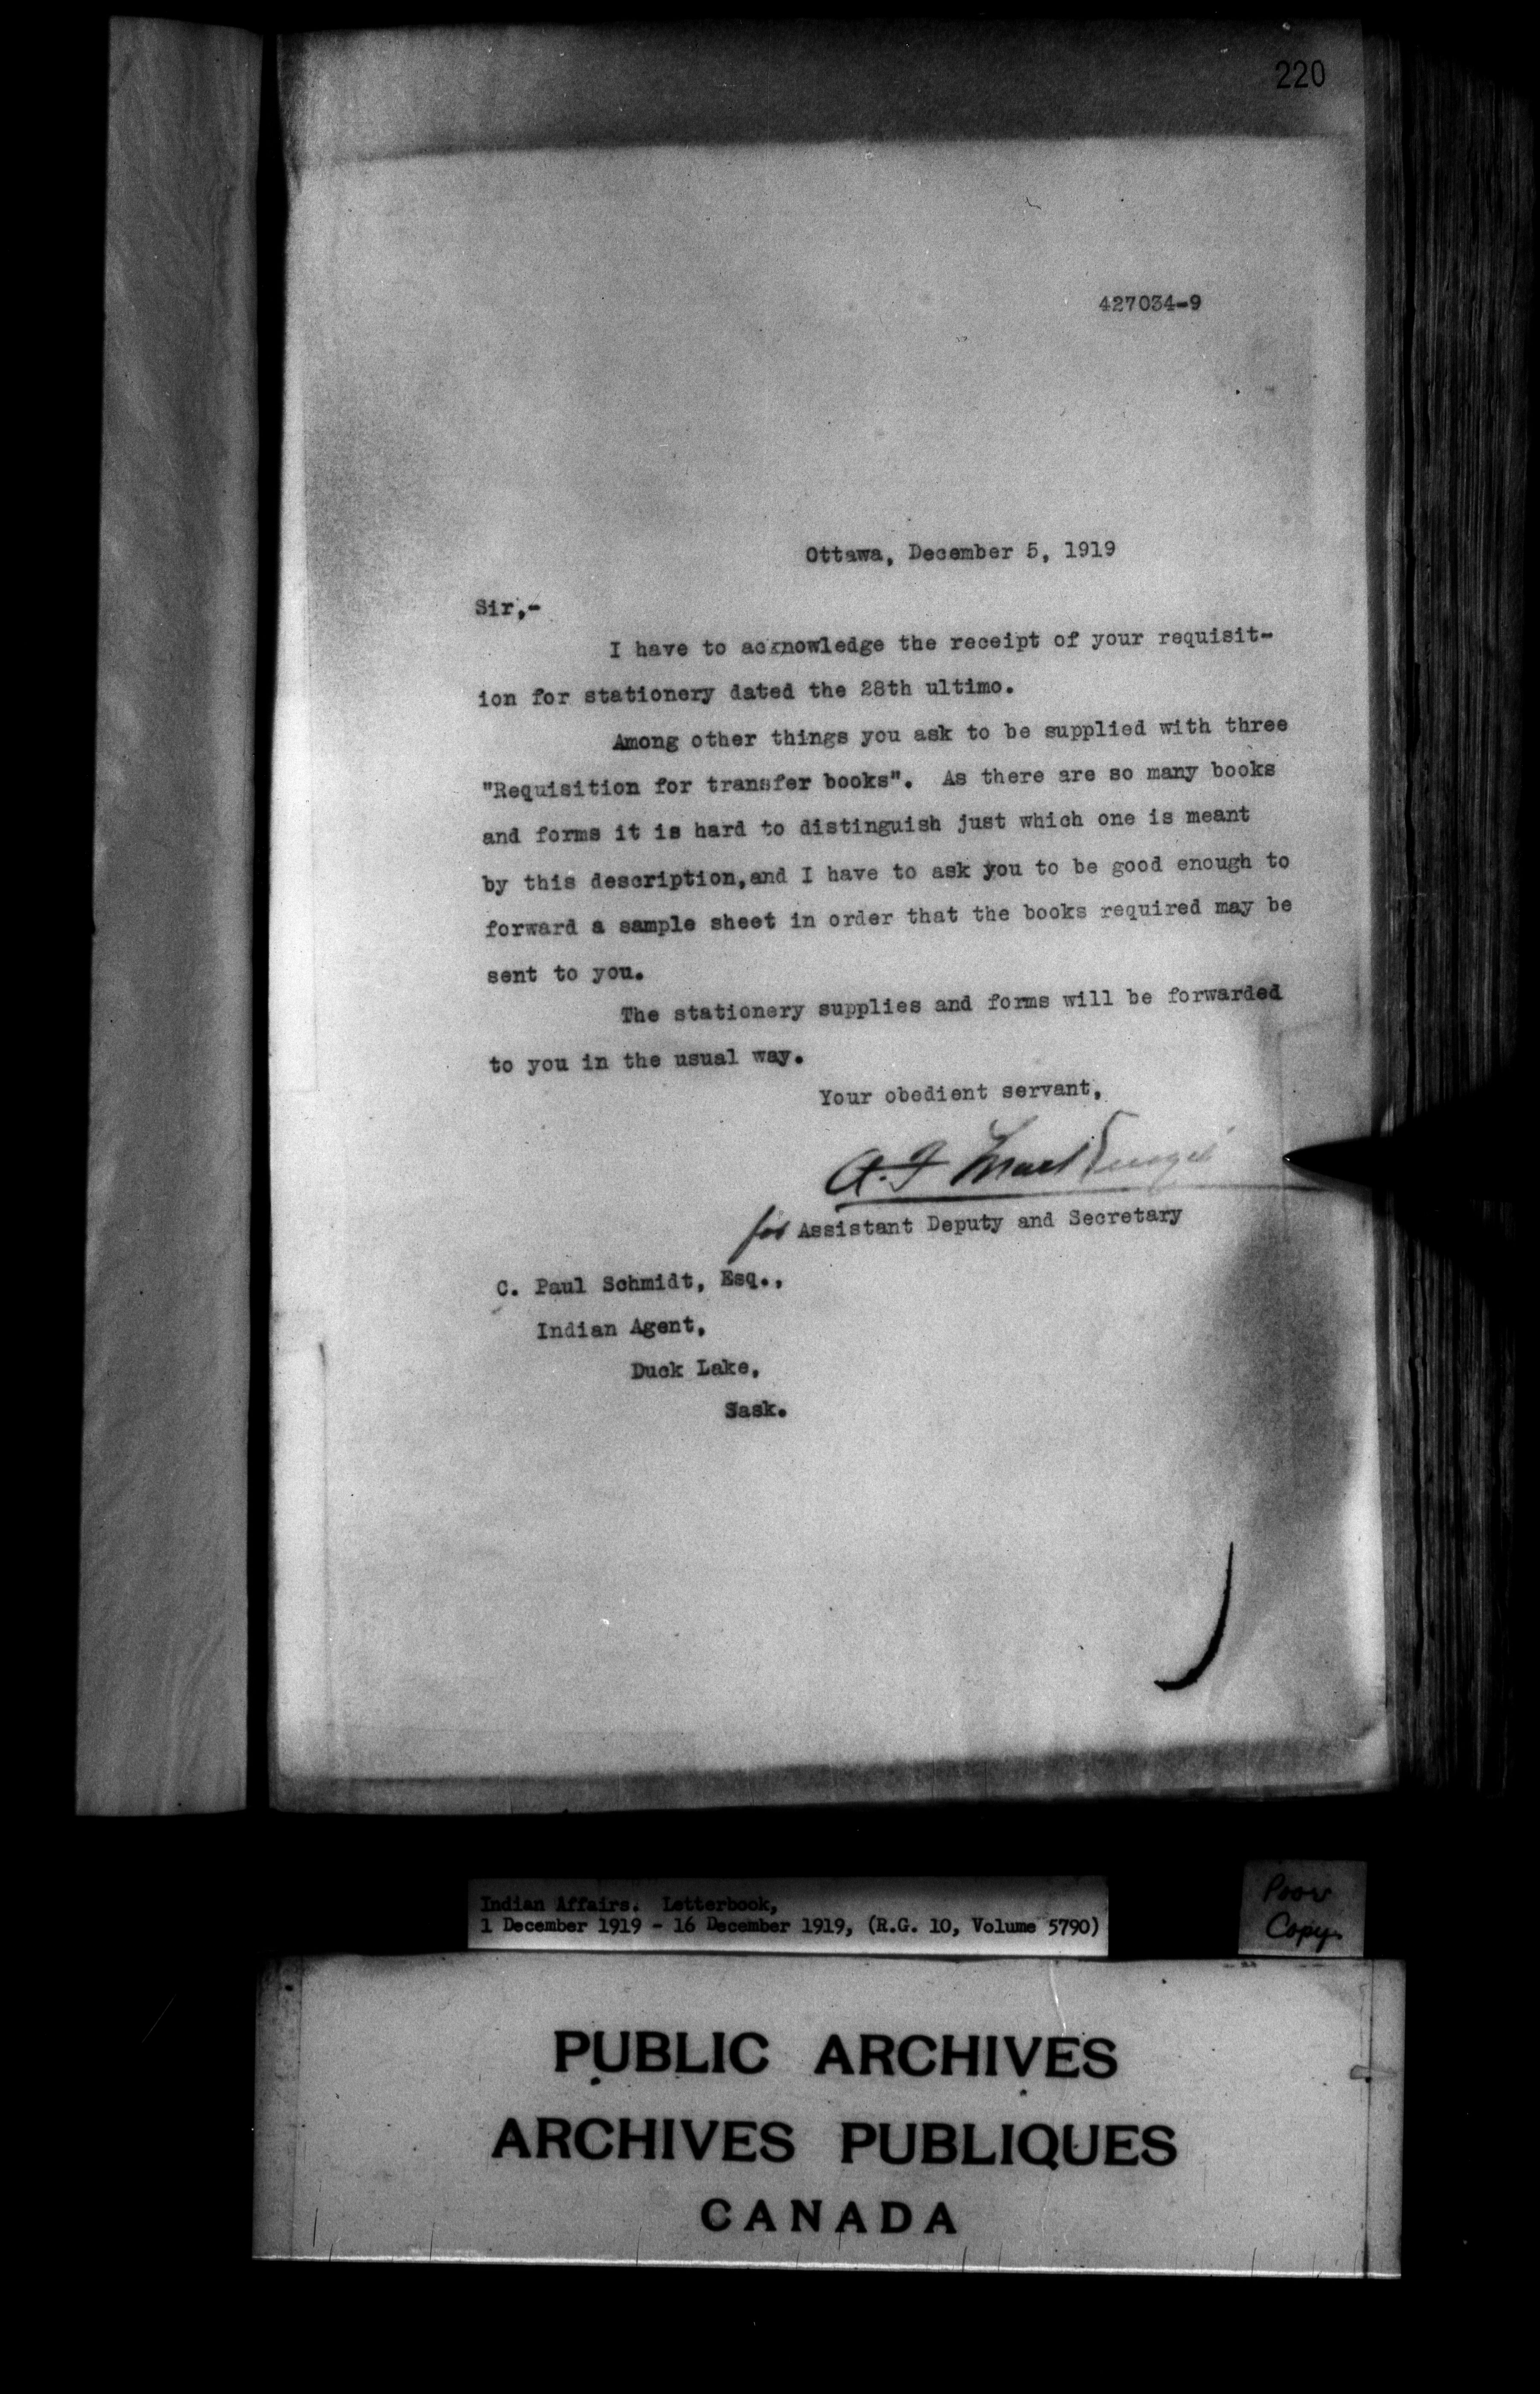 220
427034-9
Ottawa, December 5, 1919
Sir,-
I have to acknowledge the receipt of your requisit-
ion for stationery dated the 28th ultimo.
Among other things you ask to be supplied with three
"Requisition for transfer books". As there are so many books
and forms it is hard to distinguish just which one is meant
by this description,and I have to ask you to be good enough to
forward a sample sheet in order that the books required may be
sent to you.
The stationery supplies and forms will be forwarded
to you in the usual way.
Your obedient servant,
A. F MacKenzie
for Assistant Deputy and Secretary
C. Paul Schmidt, Esq.,
Indian Agent,
Duck Lake,
Sask.
Indian Affairs. Letterbook,
1 December 1919 - 16 December 1919, (R.G. 10, Volume 5790)
Poor
Copy.
PUBLIC ARCHIVES
ARCHIVES PUBLIQUES
CANADA